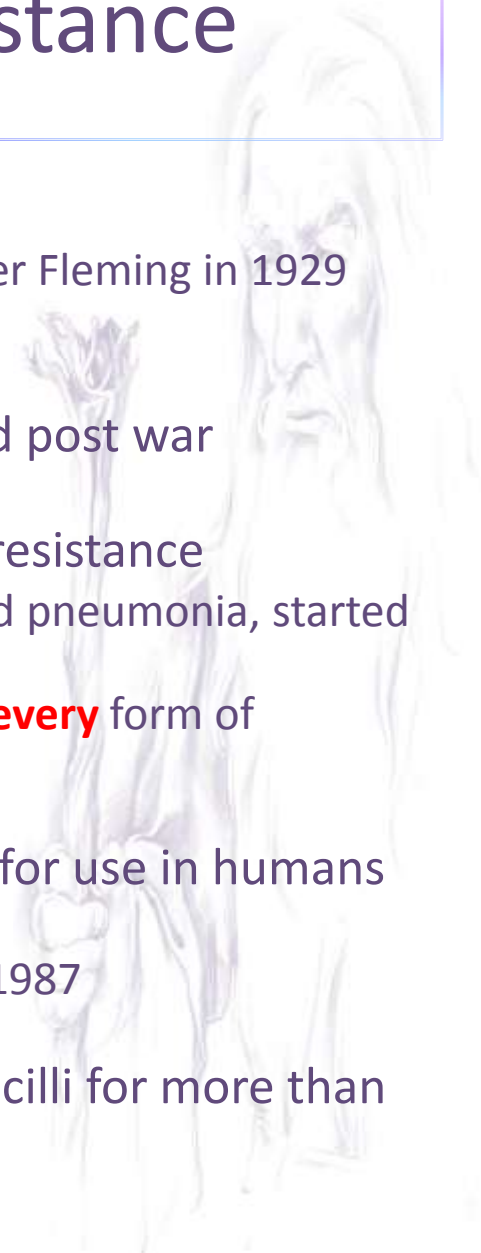 stance
er Fleming in 1929
d post war
resistance
d pneumonia, started
every form of
for use in humans
1987
cilli for more than